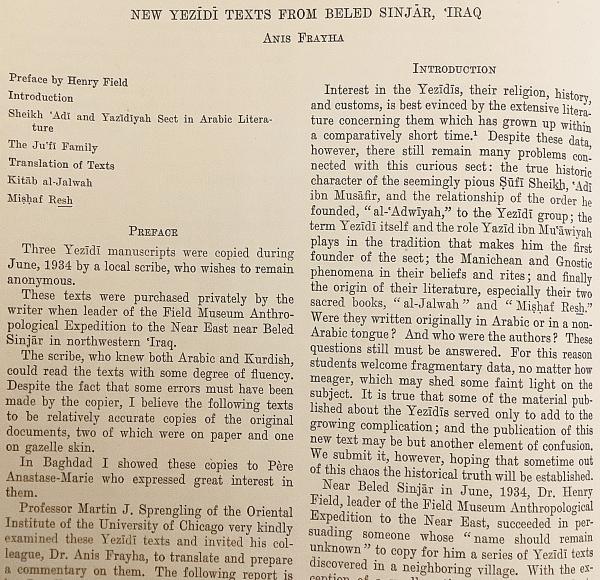 NEW YEZĪDĪ TEXTS FROM BELED SINJĀR, ‘IRAQ
ANIS FRAYHA
Preface by Henry Field
Introduction
Sheikh ‘Adī and Yazīdīyah Sect in Arabic Litera-
ture
The Ju‘fī Family
Translation of Texts
Kitāb al-Jalwah
Miṣḥaf Resh
PREFACE
Three Yezīdī manuscripts were copied during
June, 1934 by a local scribe, who wishes to remain
anonymous.
These texts were purchased privately by the
writer when leader of the Field Museum Anthro-
pological Expedition to the Near East near Beled
Sinjār in northwestern ‘Iraq.
The scribe, who knew both Arabic and Kurdish,
could read the texts with some degree of fluency.
Despite the fact that some errors must have been
made by the copier, I believe the following texts
to be relatively accurate copies of the original
documents, two of which were on paper and one
on gazelle skin.
In Baghdad I showed these copies to Père
Anastase-Marie who expressed great interest in
them.
Professor Martin J. Sprengling of the Oriental
Institute of the University of Chicago very kindly
examined these Yezīdī texts and invited his col-
league, Dr. Anis Frayha, to translate and prepare
a commentary on them. The following report is
INTRODUCTION
Interest in the Yezīdīs, their religion, history,
and customs, is best evinced by the extensive litera-
ture concerning them which has grown up within
a comparatively short time.¹ Despite these data,
however, there still remain many problems con-
nected with this curious sect: the true historic
character of the seemingly pious Ṣūfī Sheikh, ‘Adī
ibn Musāfir, and the relationship of the order he
founded, “al-‘Adwīyah,” to the Yezīdī group; the
term Yezīdī itself and the role Yazīd ibn Mu‘āwiyah
plays in the tradition that makes him the first
founder of the sect; the Manichean and Gnostic
phenomena in their beliefs and rites; and finally
the origin of their literature, especially their two
sacred books, “al-Jalwah” and “Miṣḥaf Resh.”
Were they written originally in Arabic or in a non-
Arabic tongue? And who were the authors? These
questions still must be answered. For this reason
students welcome fragmentary data, no matter how
meager, which may shed some faint light on the
subject. It is true that some of the material pub-
lished about the Yezīdīs served only to add to the
growing complication; and the publication of this
new text may be but another element of confusion.
We submit it, however, hoping that sometime out
of this chaos the historical truth will be established.
Near Beled Sinjār in June, 1934, Dr. Henry
Field, leader of the Field Museum Anthropological
Expedition to the Near East, succeeded in per-
suading someone whose “name should remain
unknown” to copy for him a series of Yezīdī texts
discovered in a neighboring village. With the ex-